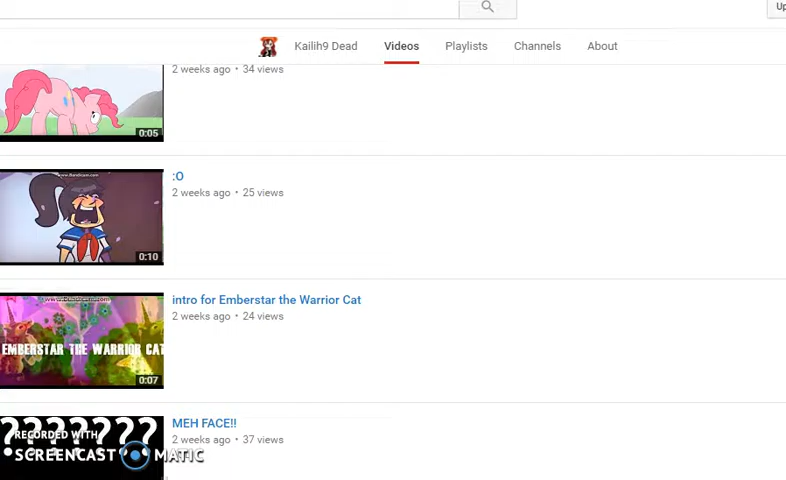 Up
Kailih9 Dead Videos Playlists Channels About
2 weeks ago • 34 views
0:05
:O
2 weeks ago • 25 views
0:10
intro for Emberstar the Warrior Cat
2 weeks ago • 24 views
EMBERSTAR THE WARRIOR CAT
0:07
MEH FACE!!
2 weeks ago • 37 views
???????
RECORDED WITH
SCREENCAST MATIC